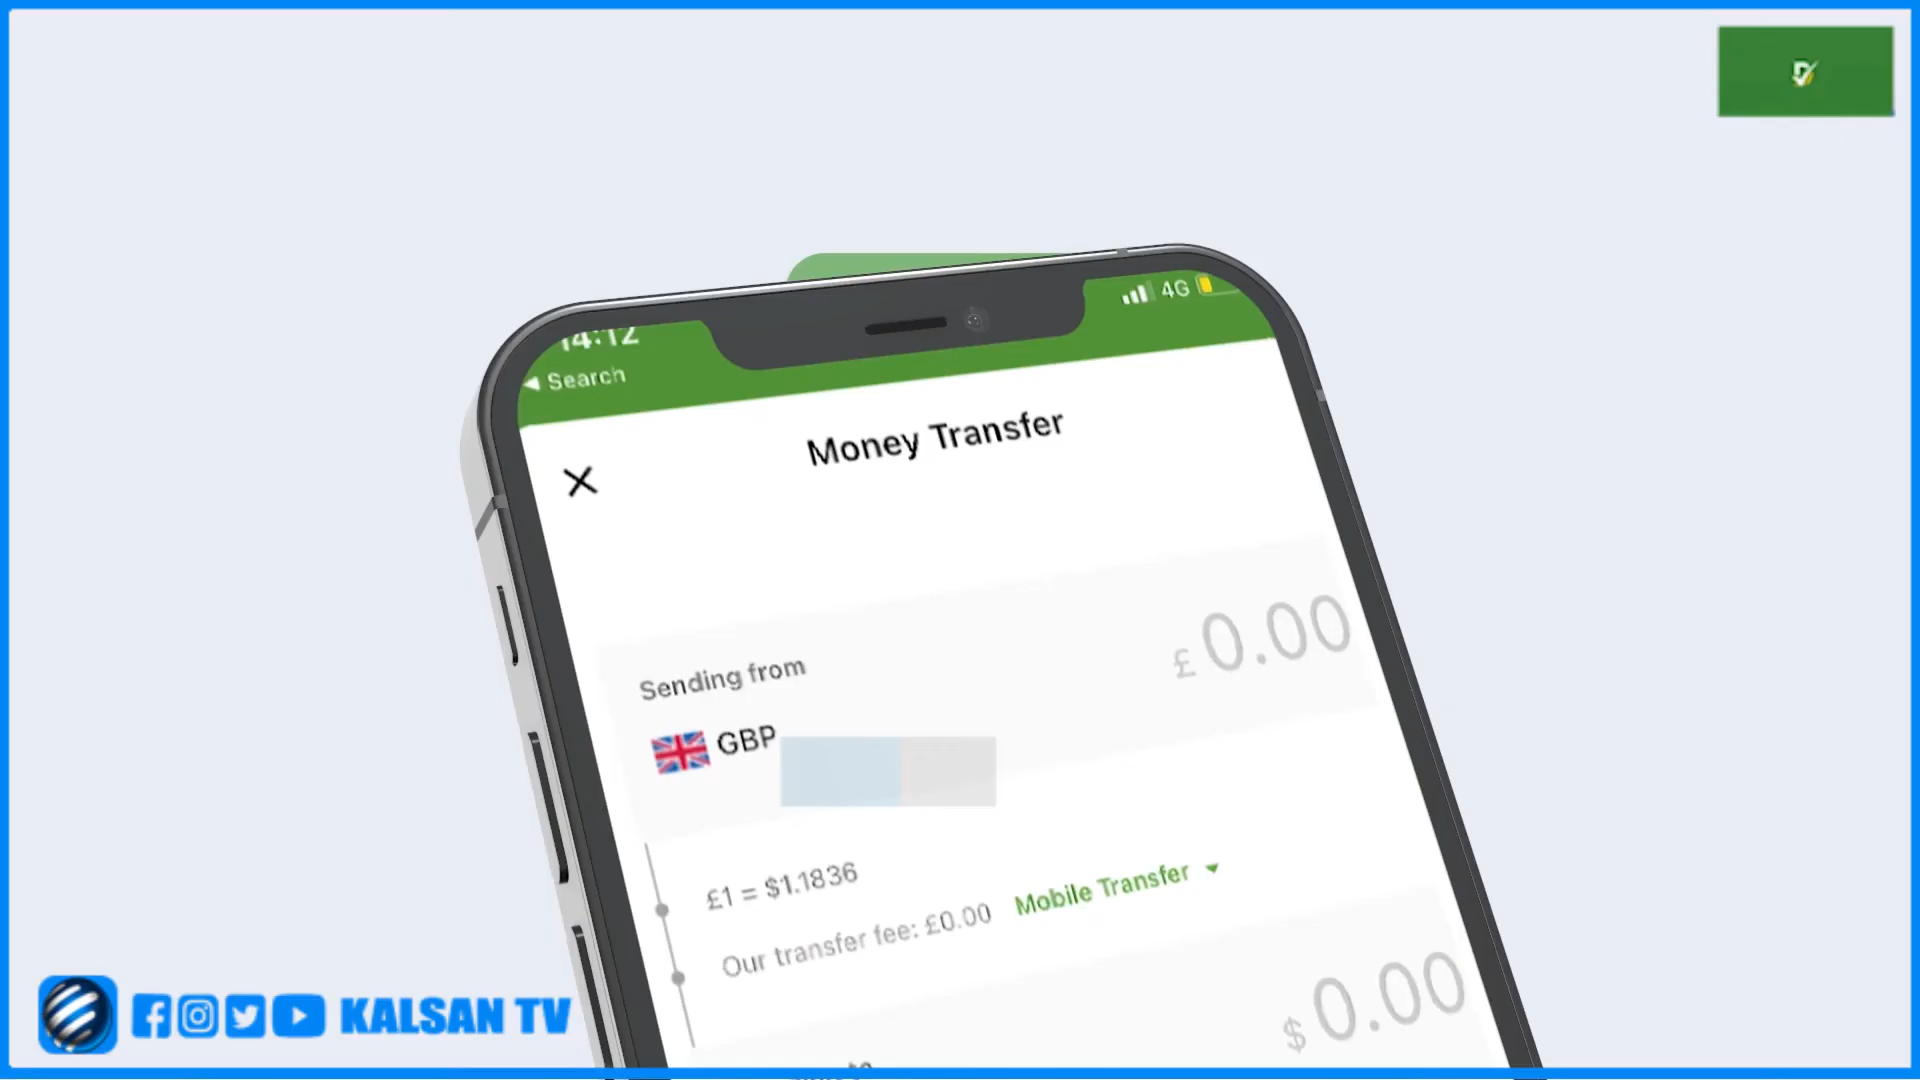 14:12
4G
Search
Money Transfer
£ 0.00
Sending from
GBP
£1 = $1.1836
Our transfer fee: £0.00 Mobile Transfer
$ 0.00
KALSAN TV